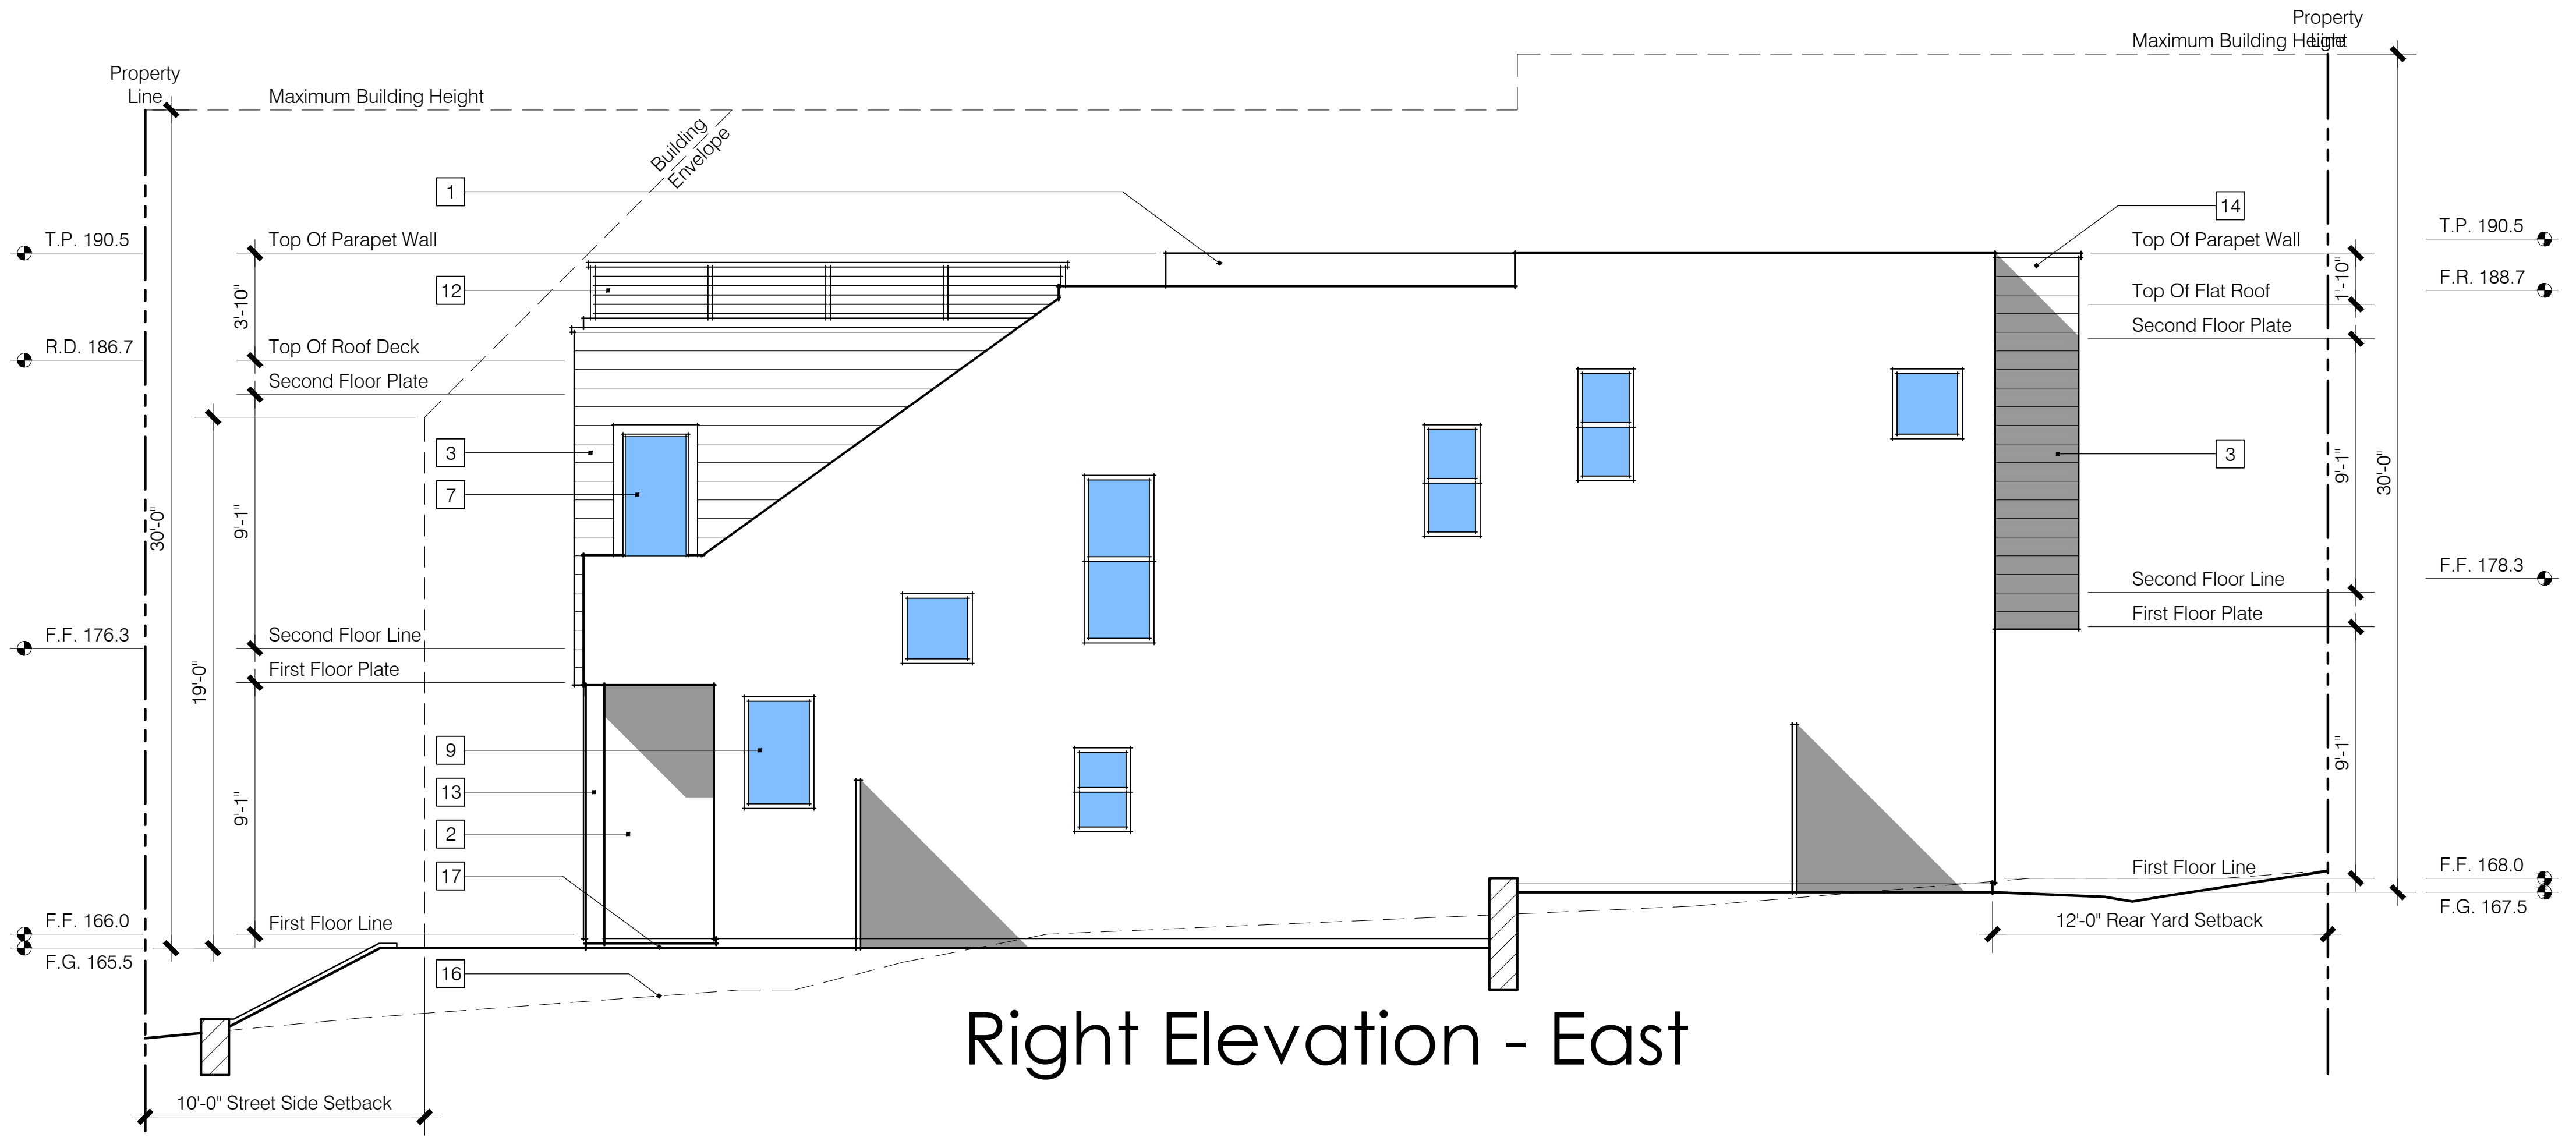 Property
Line
Maximum Building Height
Building
Envelope
Maximum Building Height
Property
Line
1
14
T.P. 190.5
Top Of Parapet Wall
Top Of Parapet Wall
T.P. 190.5
12
3'-10"
1'-10"
Top Of Flat Roof
F.R. 188.7
R.D. 186.7
Top Of Roof Deck
Second Floor Plate
Second Floor Plate
3
7
3
30'-0"
9'-1"
9'-1"
30'-0"
Second Floor Line
F.F. 178.3
First Floor Plate
F.F. 176.3
Second Floor Line
First Floor Plate
19'-0"
9
13
2
17
9'-1"
9'-1"
First Floor Line
F.F. 168.0
F.G. 167.5
F.F. 166.0
First Floor Line
12'-0" Rear Yard Setback
F.G. 165.5
16
Right Elevation - East
10'-0" Street Side Setback